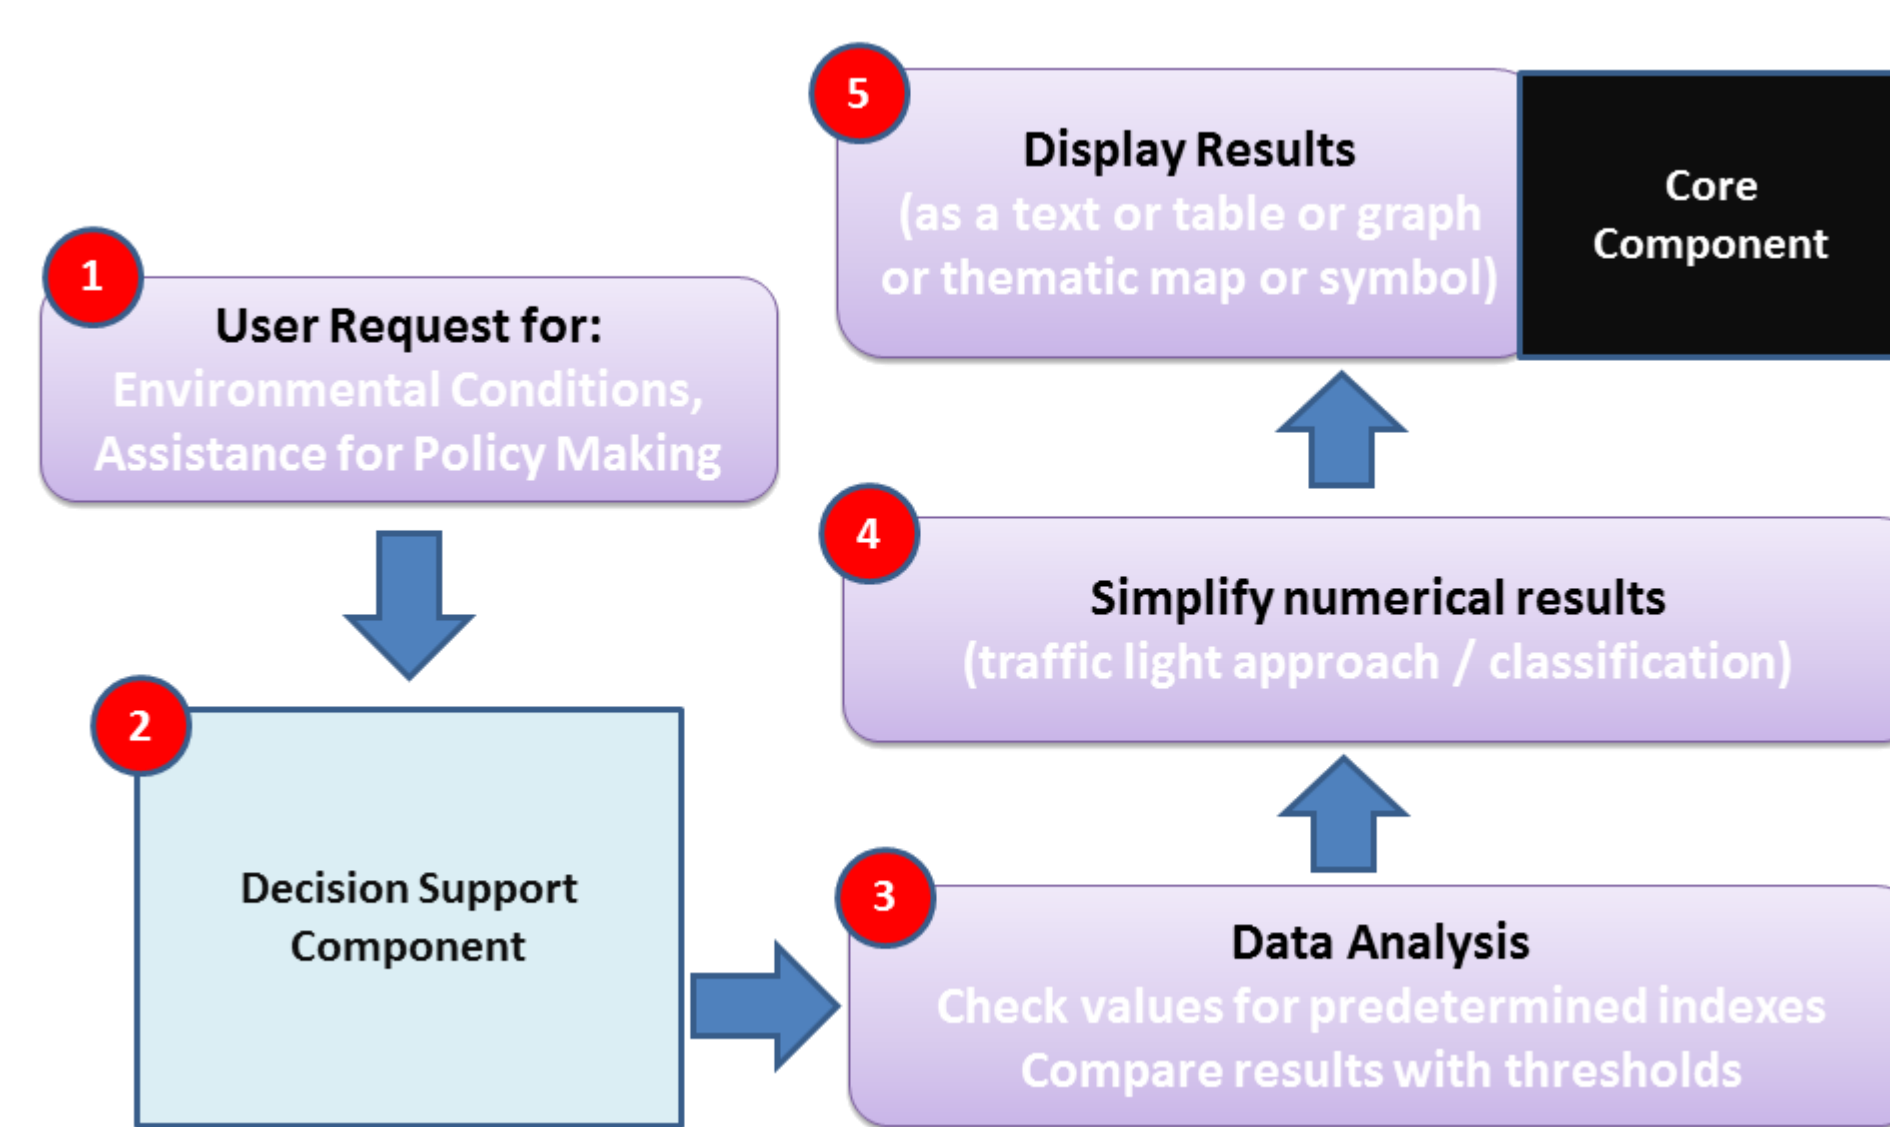 1
User Request for:
Environmental Conditions,
Assistance for Policy Making
2
Decision Support
Component
3
Data Analysis
Check values for predetermined indexes
Compare results with thresholds
4
Simplify numerical results
(traffic light approach / classification)
5
Display Results
(as a text or table or graph
or thematic map or symbol)
Core
Component